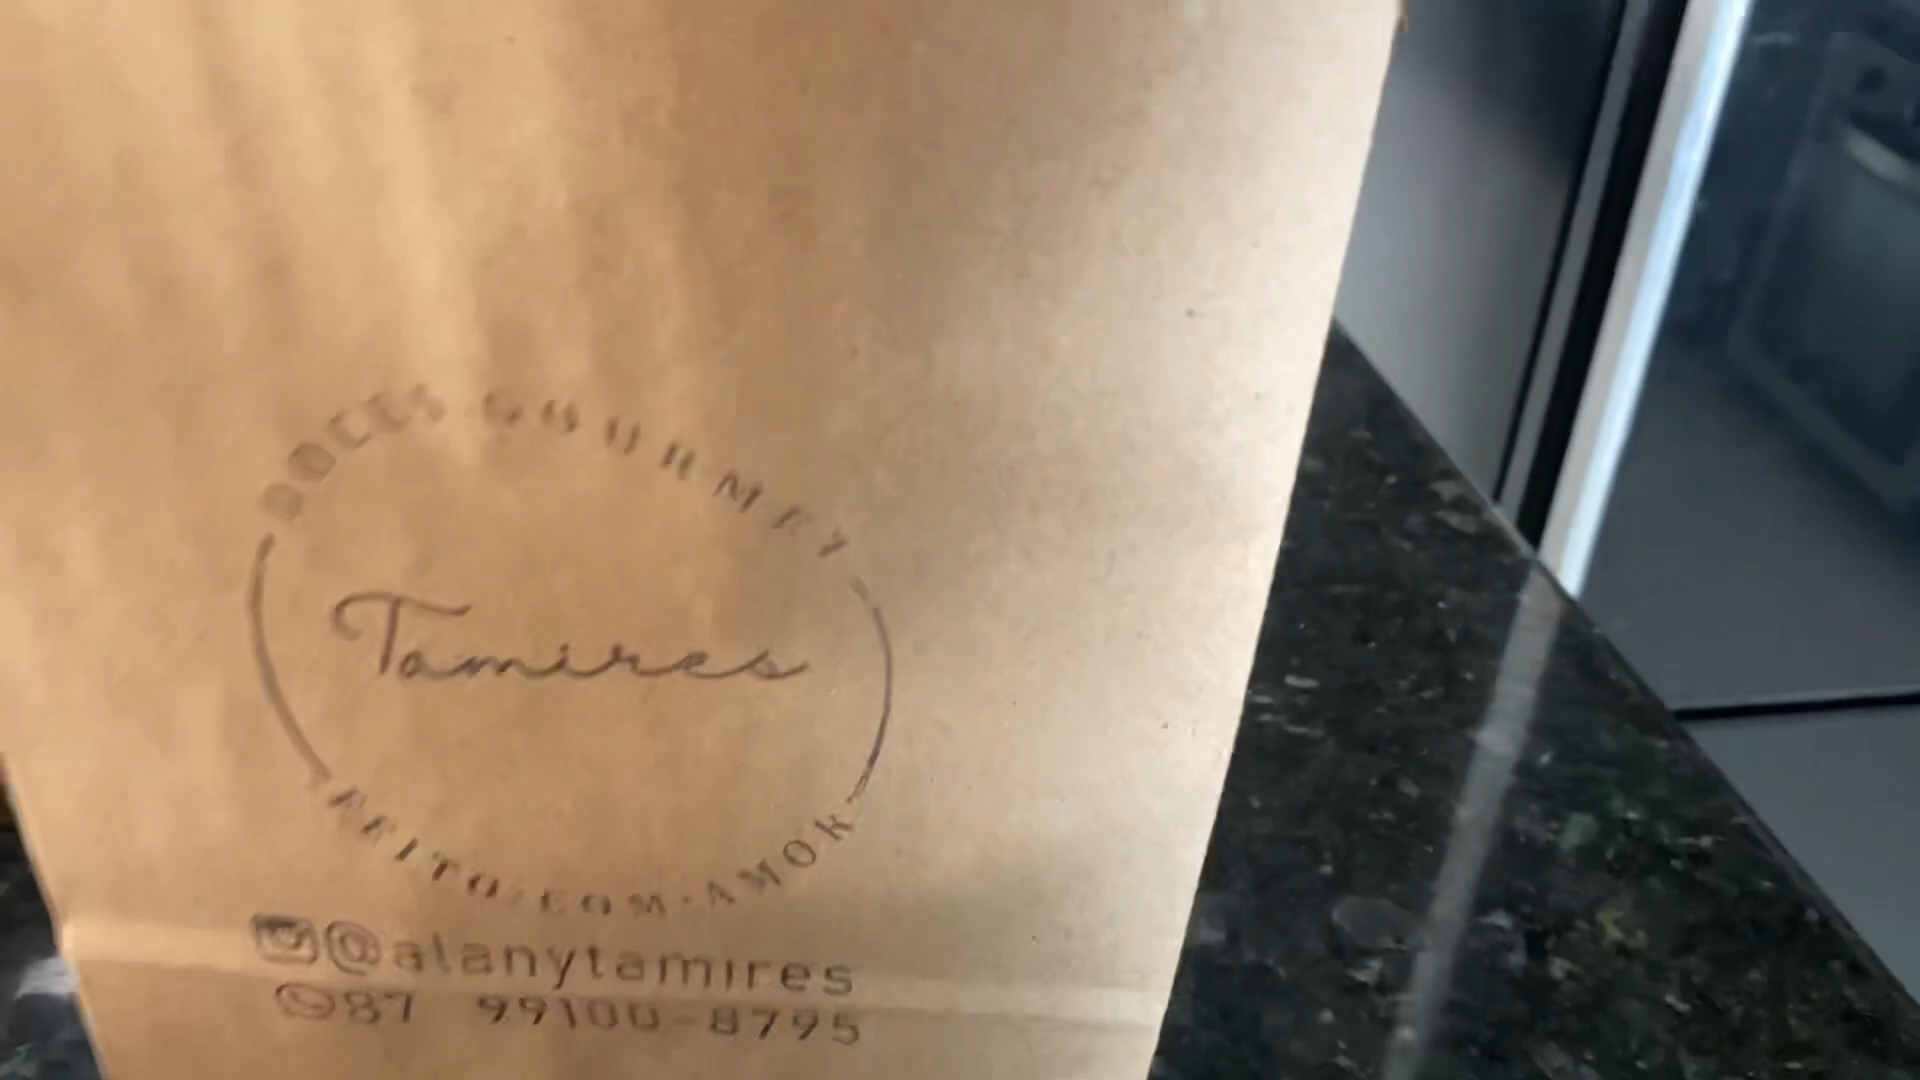 DOCES GOURMET
Tamires
FEITO COM AMOR
@alanytamires
87 99100-8795